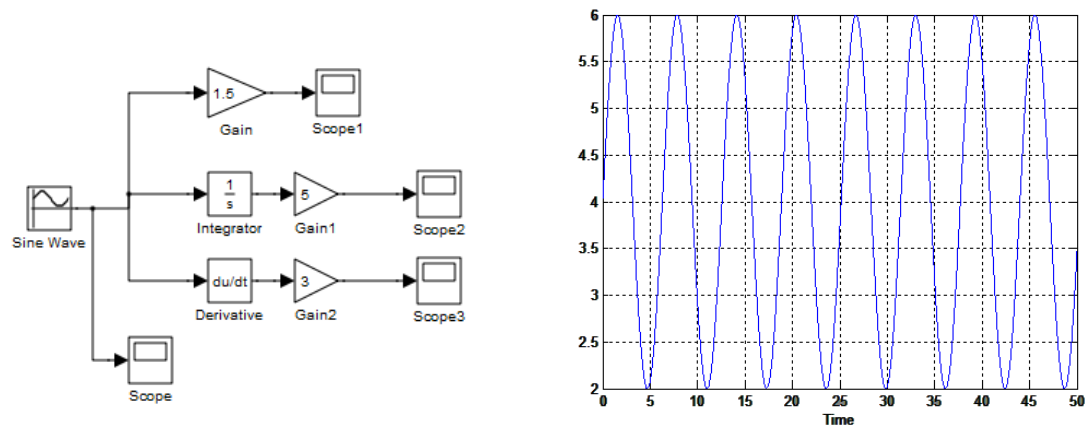 1.5
Gain
Scope1
Sine Wave
1
s
Integrator
5
Gain1
Scope2
du/dt
Derivative
3
Gain2
Scope3
Scope
6
5.5
5
4.5
4
3.5
3
2.5
2
0 5 10 15 20 25 30 35 40 45 50
Time